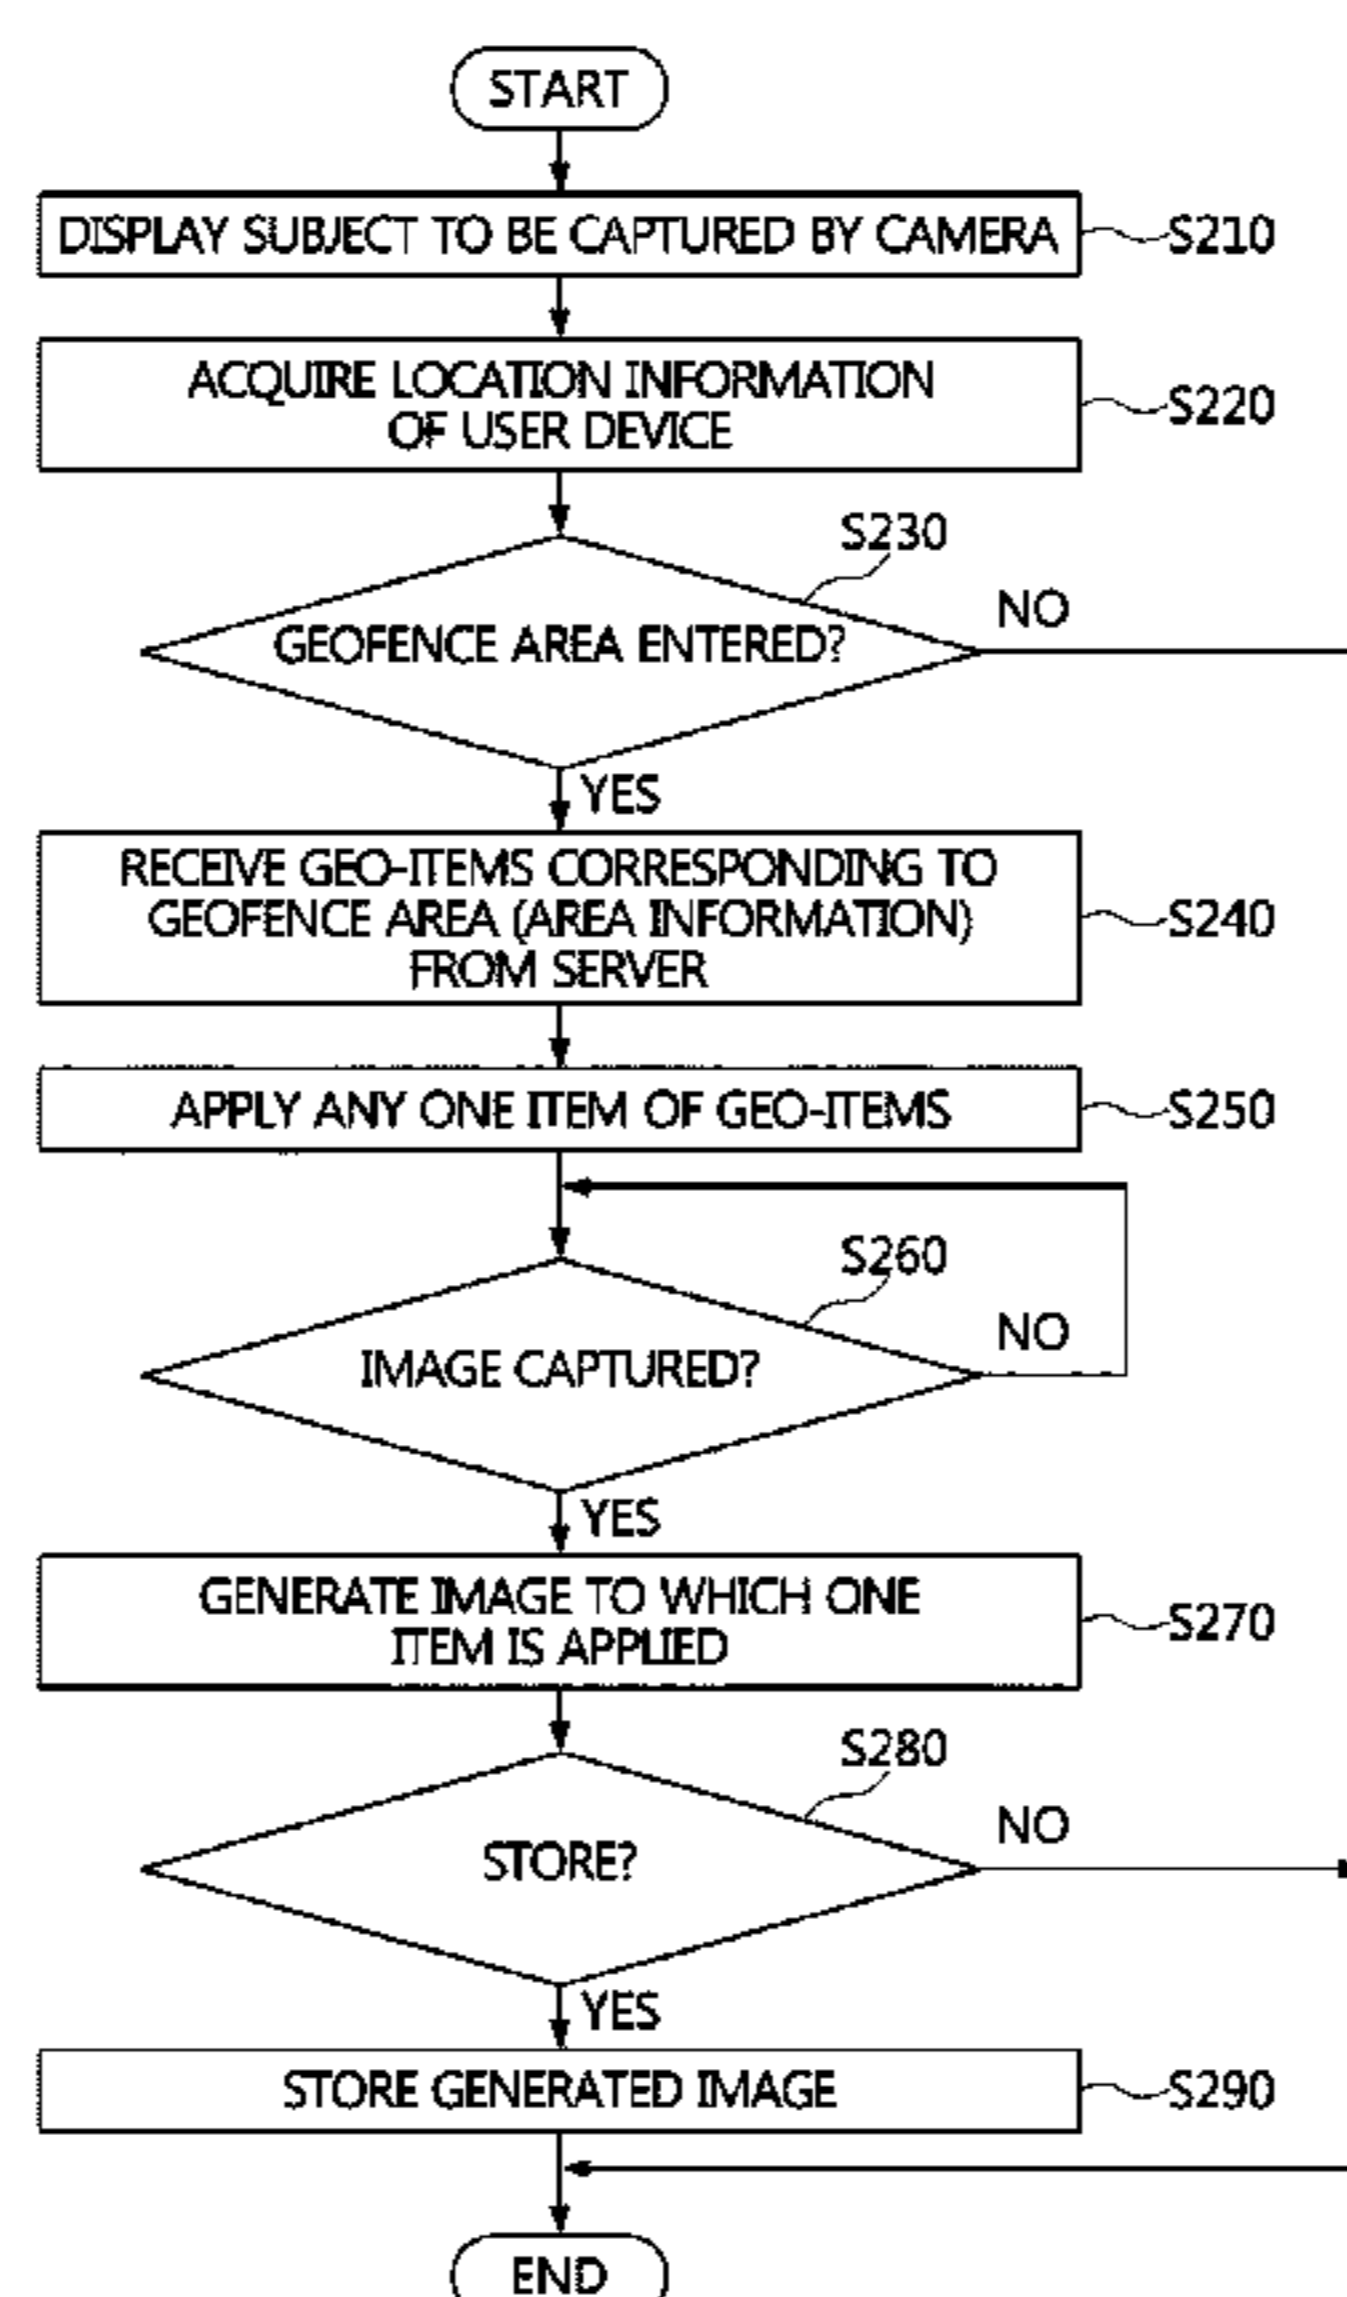 START
DISPLAY SUBJECT TO BE CAPTURED BY CAMERA
S210
ACQUIRE LOCATION INFORMATION
OF USER DEVICE
S220
S230
GEOFENCE AREA ENTERED?
NO
YES
RECEIVE GEO-ITEMS CORRESPONDING TO
GEOFENCE AREA (AREA INFORMATION)
FROM SERVER
S240
APPLY ANY ONE ITEM OF GEO-ITEMS
S250
S260
IMAGE CAPTURED?
NO
YES
GENERATE IMAGE TO WHICH ONE
ITEM IS APPLIED
S270
S280
STORE?
NO
YES
STORE GENERATED IMAGE
S290
END